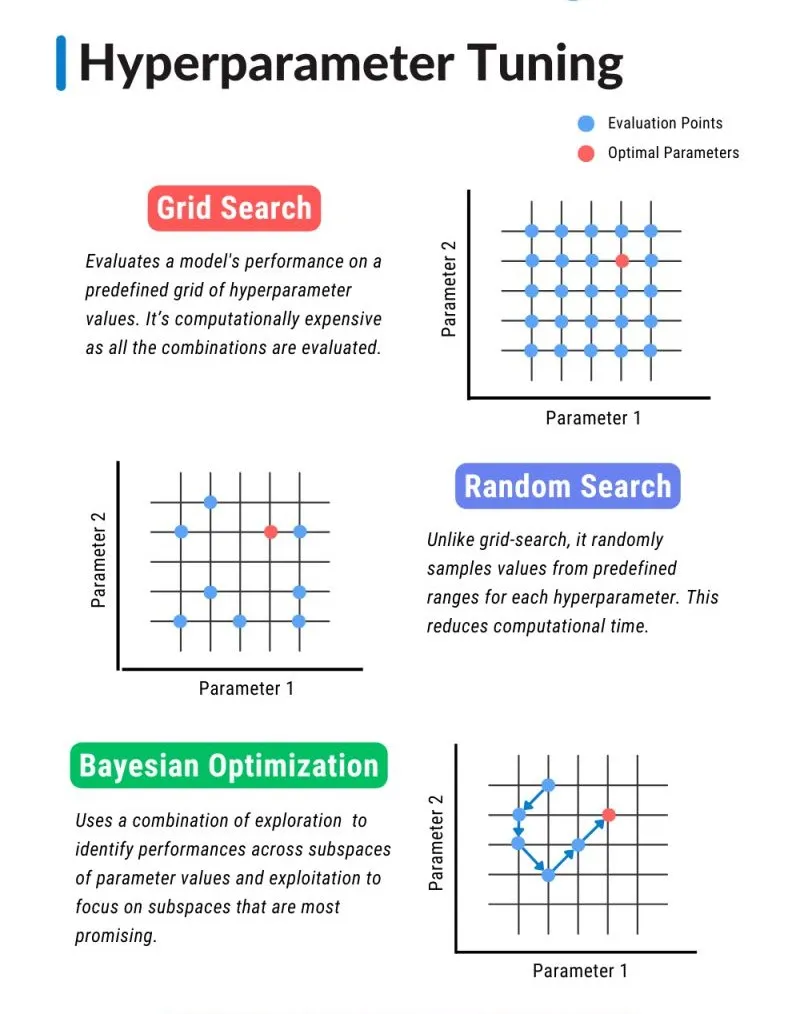 Hyperparameter Tuning
Evaluation Points
Optimal Parameters
Grid Search
Evaluates a model's performance on a
predefined grid of hyperparameter
values. It’s computationally expensive
as all the combinations are evaluated.
Parameter 2
Parameter 1
Parameter 2
Parameter 1
Random Search
Unlike grid-search, it randomly
samples values from predefined
ranges for each hyperparameter. This
reduces computational time.
Bayesian Optimization
Uses a combination of exploration  to
identify performances across subspaces
of parameter values and exploitation to
focus on subspaces that are most
promising.
Parameter 2
Parameter 1